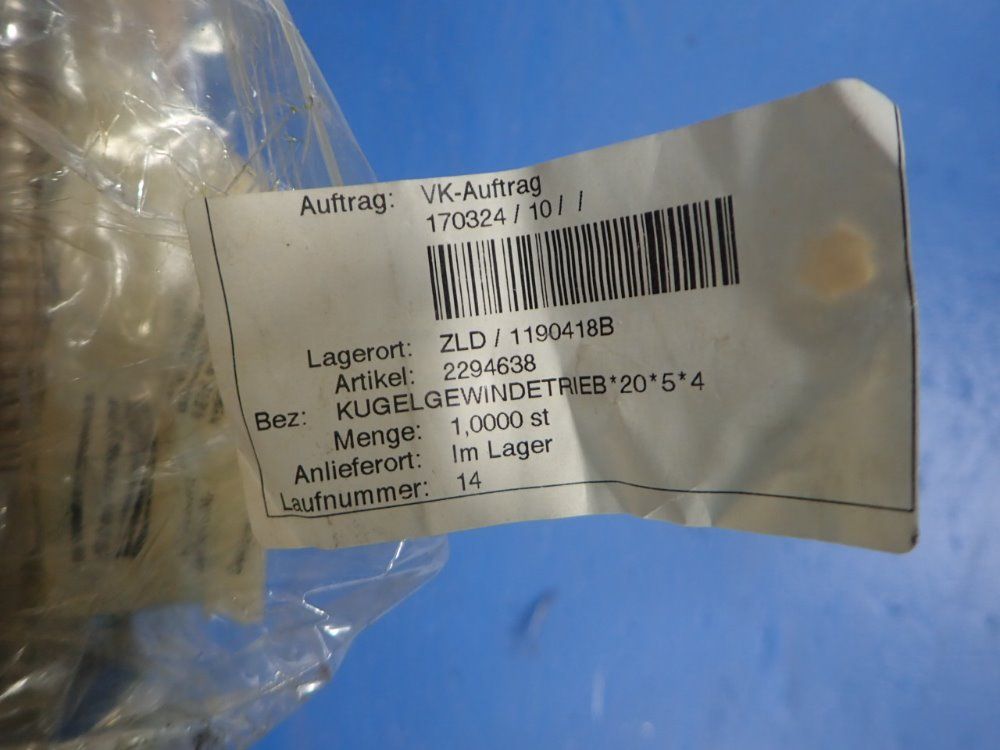 Auftrag: VK-Auftrag
170324 / 10 / /
Lagerort: ZLD / 1190418B
Artikel: 2294638
Bez: KUGELGEWINDETRIEB*20*5*4
Menge: 1,0000 st
Anlieferort: Im Lager
Laufnummer: 14